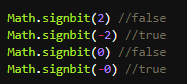 Math.signbit(2) //false
Math.signbit(-2) //true
Math.signbit(0) //false
Math.signbit(-0) //true